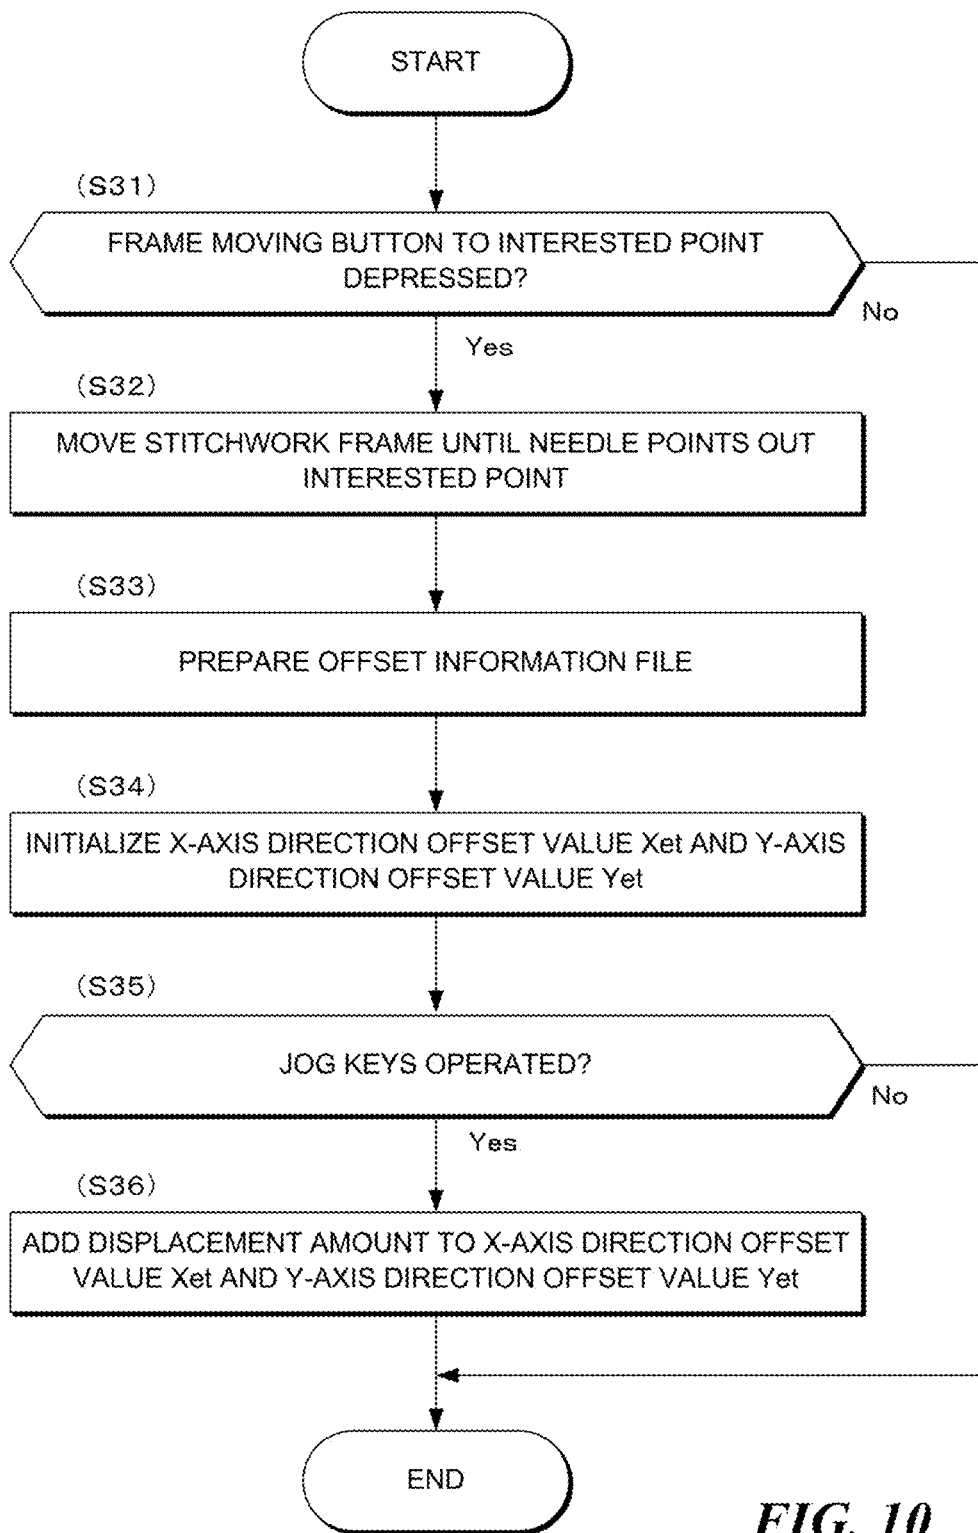 START
(S31)
FRAME MOVING BUTTON TO INTERESTED POINT
DEPRESSED?
No
Yes
(S32)
MOVE STITCHWORK FRAME UNTIL NEEDLE POINTS OUT
INTERESTED POINT
(S33)
PREPARE OFFSET INFORMATION FILE
(S34)
INITIALIZE X-AXIS DIRECTION OFFSET VALUE Xet AND Y-AXIS
DIRECTION OFFSET VALUE Yet
(S35)
JOG KEYS OPERATED?
No
Yes
(S36)
ADD DISPLACEMENT AMOUNT TO X-AXIS DIRECTION OFFSET
VALUE Xet AND Y-AXIS DIRECTION OFFSET VALUE Yet
END
FIG. 10